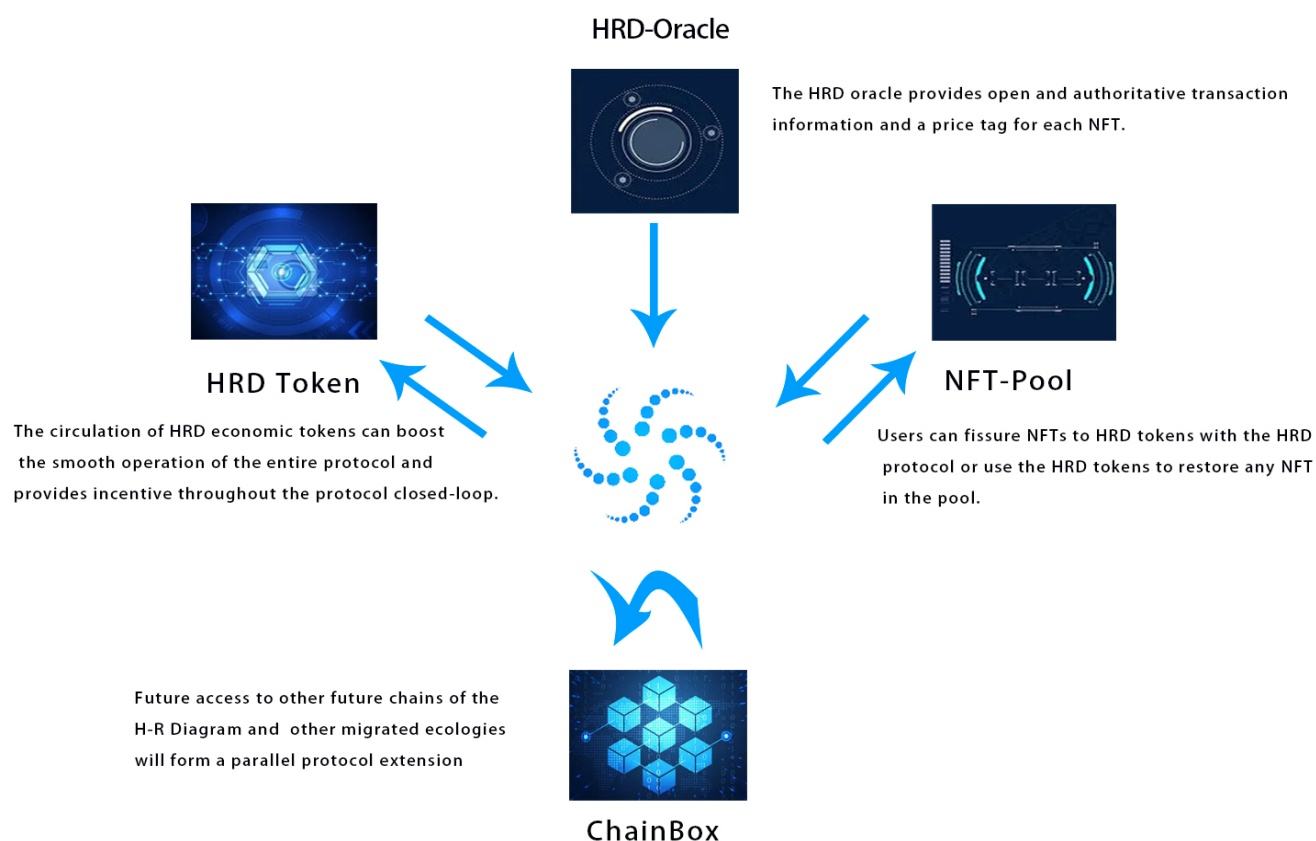 HRD-Oracle
The HRD oracle provides open and authoritative transaction
information and a price tag for each NFT.
HRD Token
The circulation of HRD economic tokens can boost
the smooth operation of the entire protocol and
provides incentive throughout the protocol closed-loop.
NFT-Pool
Users can fissure NFTs to HRD tokens with the HRD
protocol or use the HRD tokens to restore any NFT
in the pool.
Future access to other future chains of the
H-R Diagram and other migrated ecologies
will form a parallel protocol extension
ChainBox